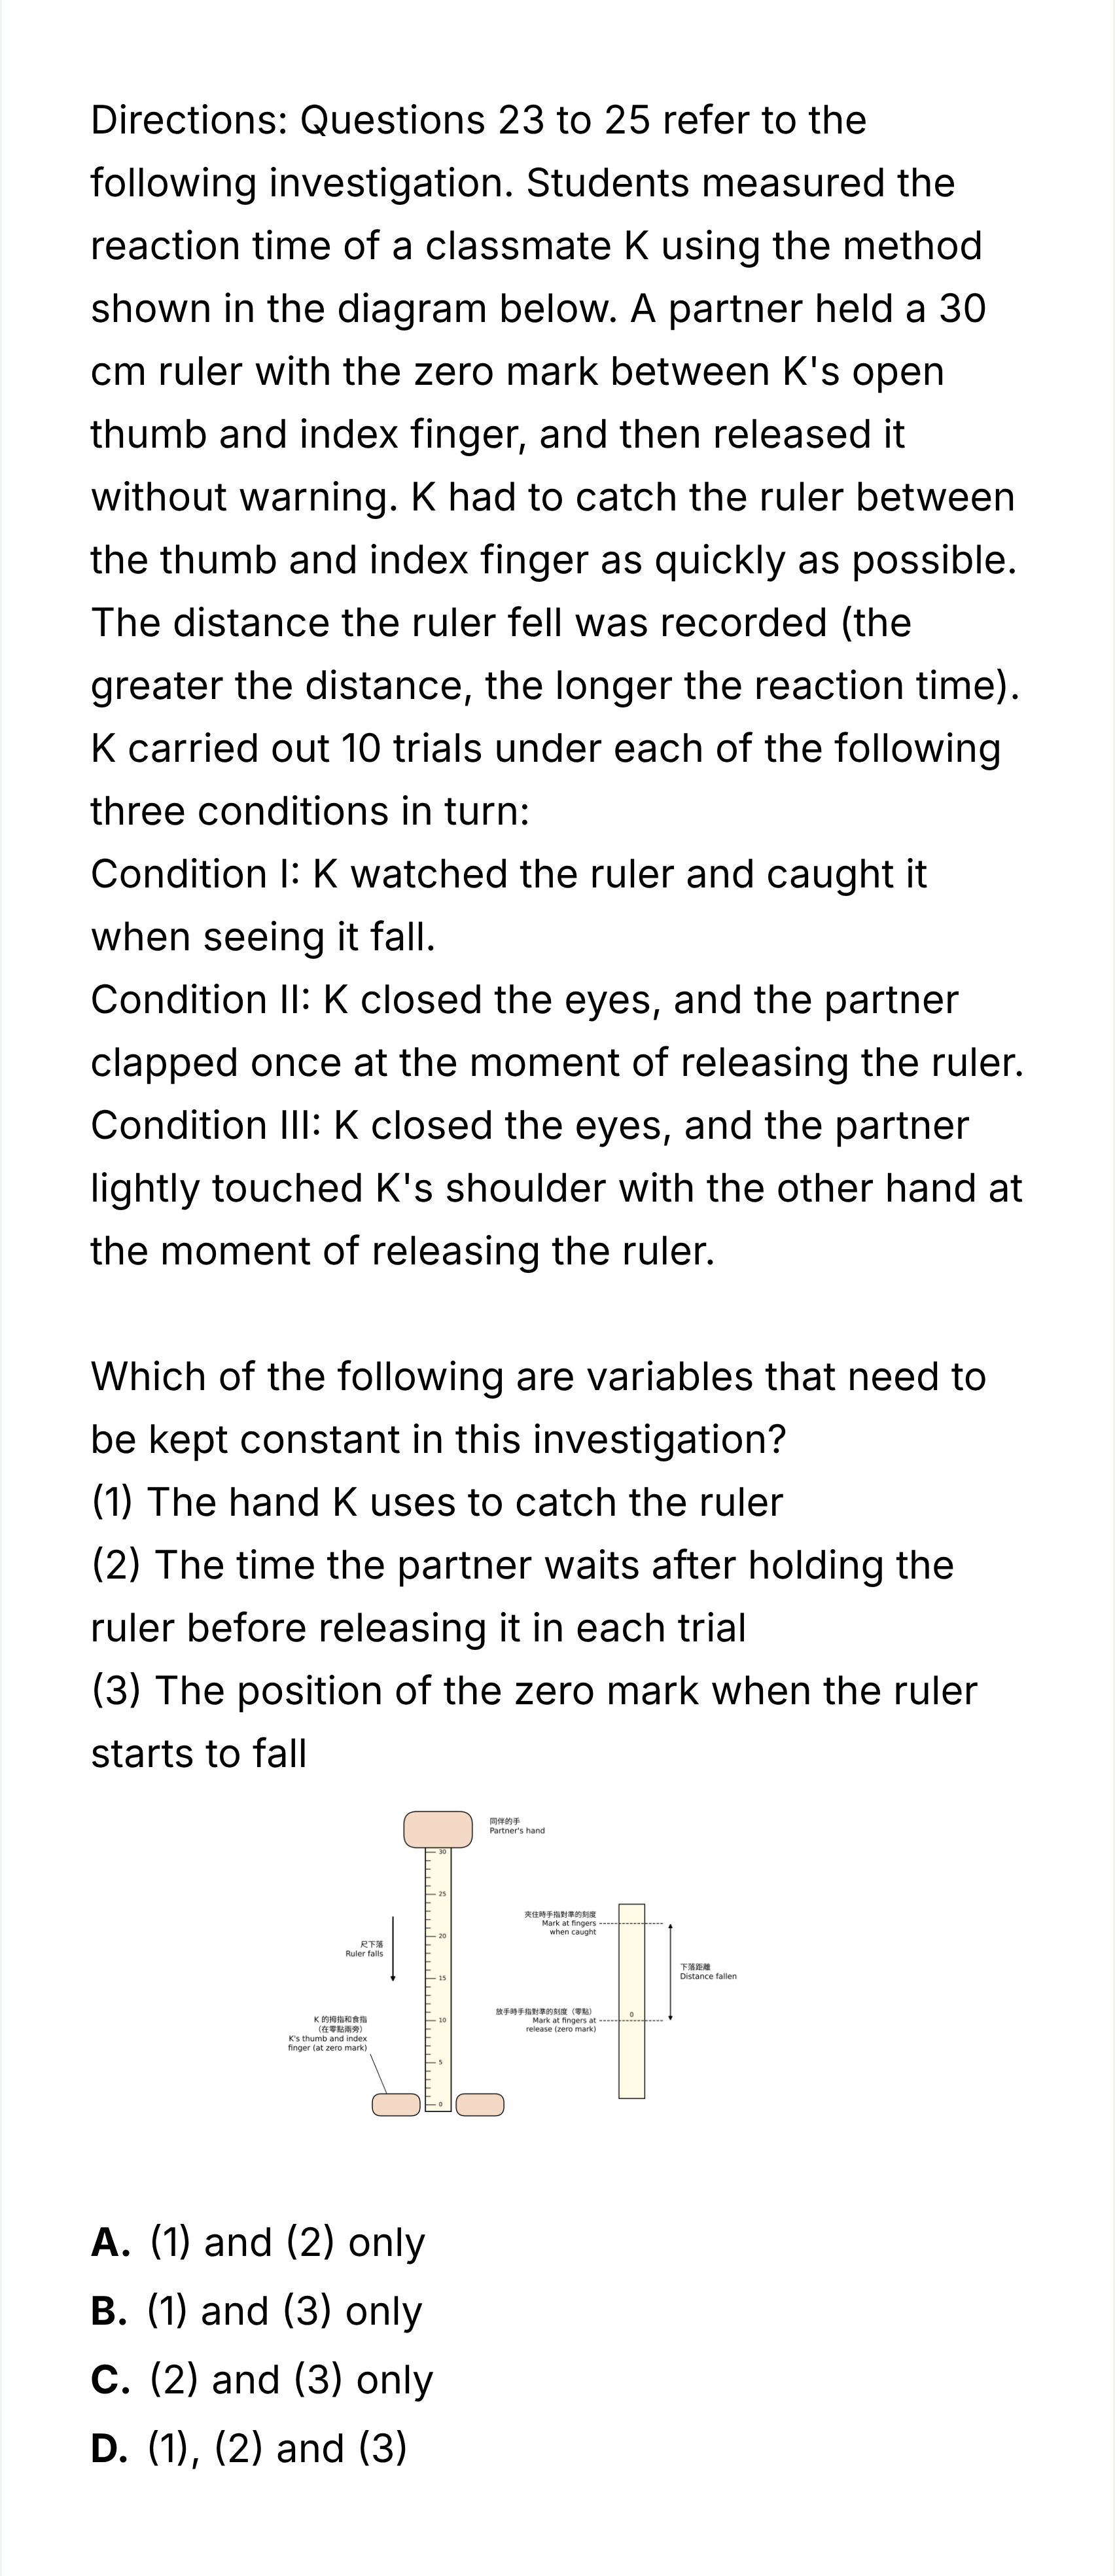 Directions: Questions 23 to 25 refer to the
following investigation. Students measured the
reaction time of a classmate K using the method
shown in the diagram below. A partner held a 30
cm ruler with the zero mark between K's open
thumb and index finger, and then released it
without warning. K had to catch the ruler between
the thumb and index finger as quickly as possible.
The distance the ruler fell was recorded (the
greater the distance, the longer the reaction time).
K carried out 10 trials under each of the following
three conditions in turn:
Condition I: K watched the ruler and caught it
when seeing it fall.
Condition II: K closed the eyes, and the partner
clapped once at the moment of releasing the ruler.
Condition III: K closed the eyes, and the partner
lightly touched K's shoulder with the other hand at
the moment of releasing the ruler.
Which of the following are variables that need to
be kept constant in this investigation?
(1) The hand K uses to catch the ruler
(2) The time the partner waits after holding the
ruler before releasing it in each trial
(3) The position of the zero mark when the ruler
starts to fall
同伴的手
Partner's hand
30
25
20
15
10
5
0
尺下落
Ruler falls
K 的拇指和食指
（在零點兩旁）
K's thumb and index
finger (at zero mark)
夾住時手指對準的刻度
Mark at fingers
when caught
放手時手指對準的刻度（零點）
Mark at fingers at
release (zero mark)
0
下落距離
Distance fallen
A. (1) and (2) only
B. (1) and (3) only
C. (2) and (3) only
D. (1), (2) and (3)